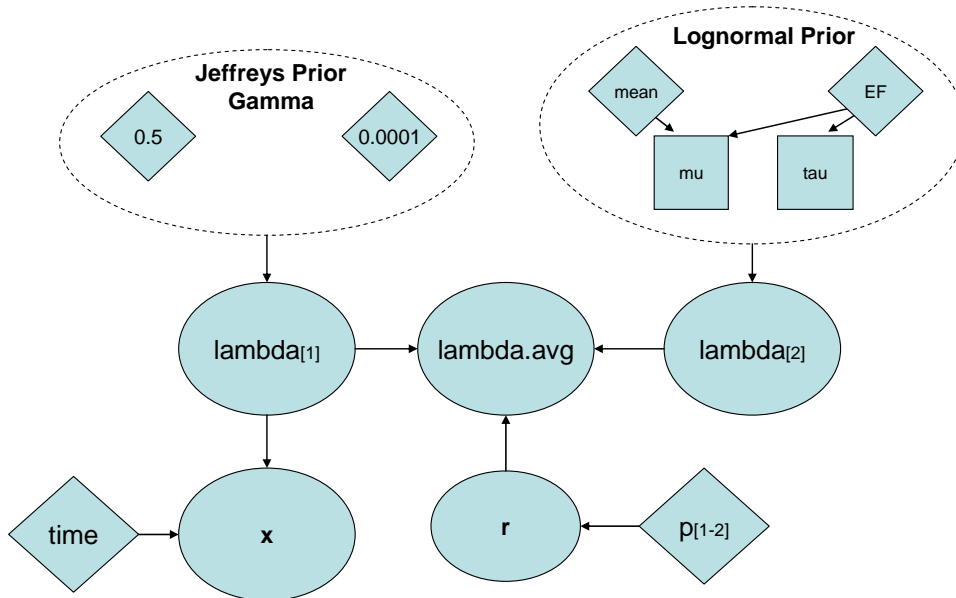 Jeffreys Prior
Gamma
0.5
0.0001
Lognormal Prior
mean
EF
mu
tau
lambda[1]
lambda.avg
lambda[2]
time
x
r
p[1-2]